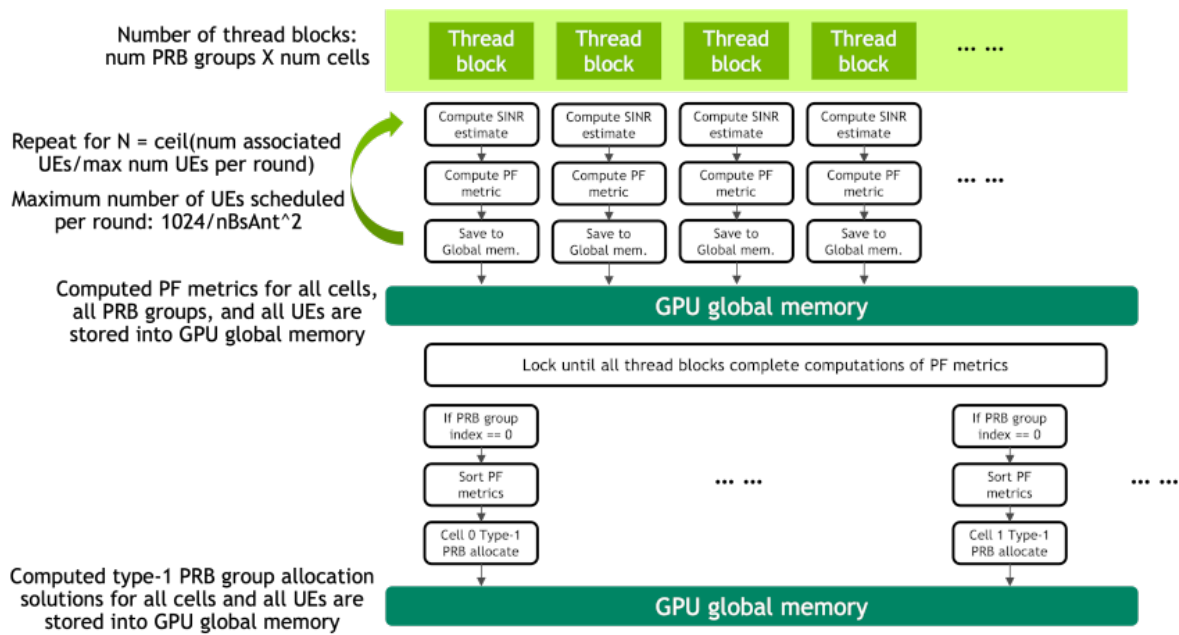 Number of thread blocks:
num PRB groups X num cells
Thread
block
Thread
block
Thread
block
Thread
block
... ...
Repeat for N = ceil(num associated
UEs/max num UEs per round)
Maximum number of UEs scheduled
per round: 1024/nBsAnt^2
Compute SINR
estimate
Compute SINR
estimate
Compute SINR
estimate
Compute SINR
estimate
Compute PF
metric
Compute PF
metric
Compute PF
metric
Compute PF
metric
... ...
Save to
Global mem.
Save to
Global mem.
Save to
Global mem.
Save to
Global mem.
Computed PF metrics for all cells,
all PRB groups, and all UEs are
stored into GPU global memory
GPU global memory
Lock until all thread blocks complete computations of PF metrics
If PRB group
index == 0
If PRB group
index == 0
Sort PF
metrics
... ...
Sort PF
metrics
... ...
Cell 0 Type-1
PRB allocate
Cell 1 Type-1
PRB allocate
Computed type-1 PRB group allocation
solutions for all cells and all UEs are
stored into GPU global memory
GPU global memory